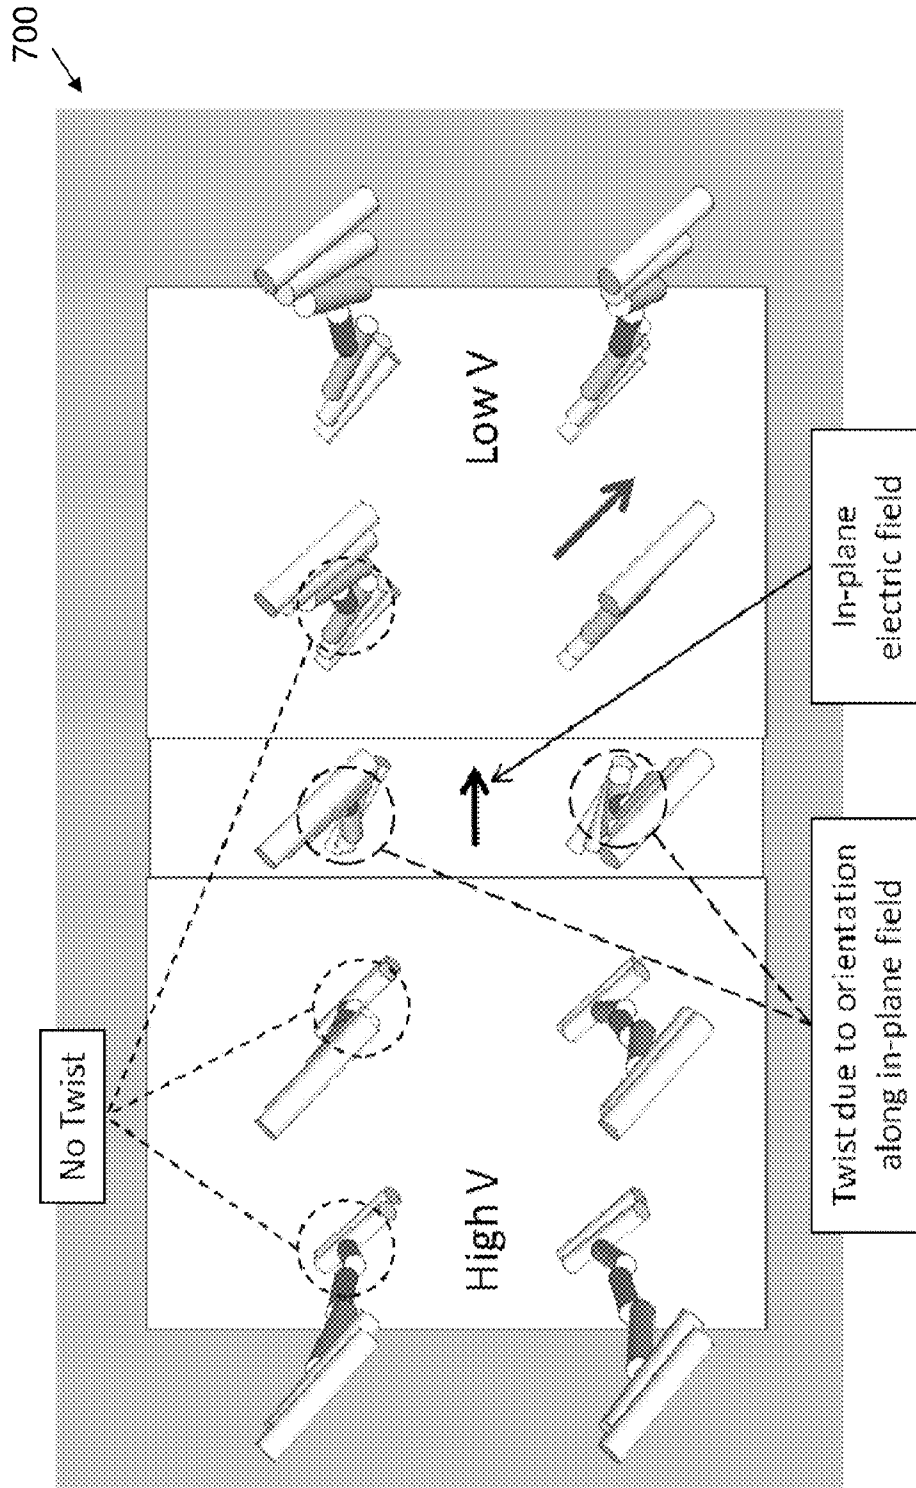 700
No Twist
High V
Low V
Twist due to orientation
along in-plane field
In-plane
electric field